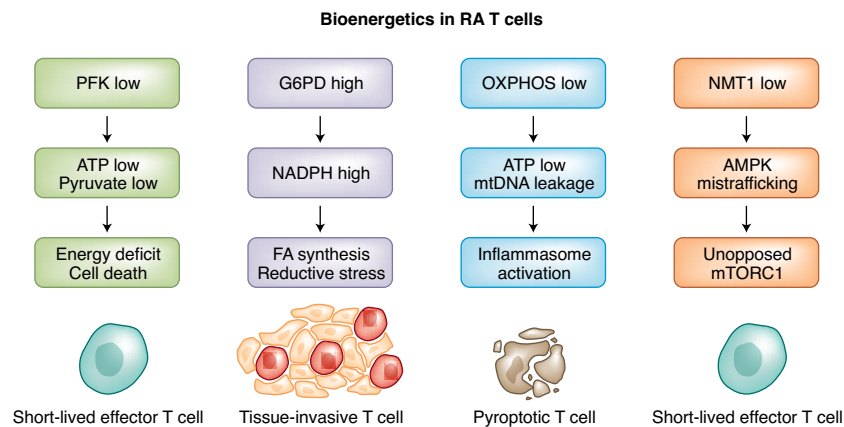 Bioenergetics in RA T cells
PFK low
ATP low
Pyruvate low
Energy deficit
Cell death
Short-lived effector T cell
G6PD high
NADPH high
FA synthesis
Reductive stress
Tissue-invasive T cell
OXPHOS low
ATP low
mtDNA leakage
Inflammasome
activation
Pyroptotic T cell
NMT1 low
AMPK
mistrafficking
Unopposed
mTORC1
Short-lived effector T cell